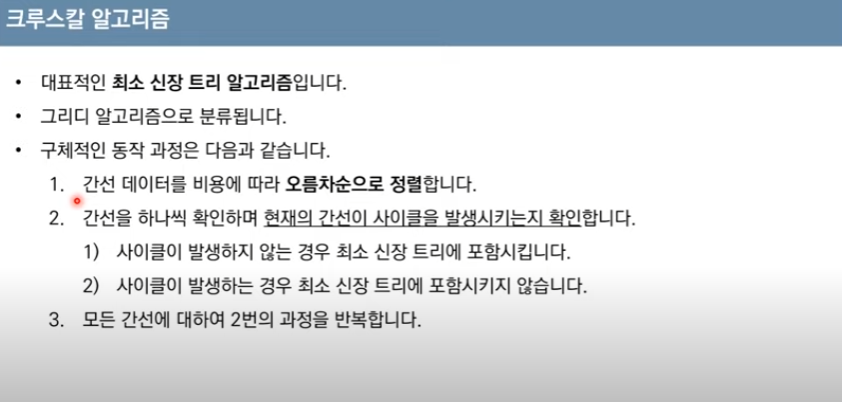 크루스칼 알고리즘
• 대표적인 최소 신장 트리 알고리즘입니다.
• 그리디 알고리즘으로 분류됩니다.
• 구체적인 동작 과정은 다음과 같습니다.
1. 간선 데이터를 비용에 따라 오름차순으로 정렬합니다.
2. 간선을 하나씩 확인하며 현재의 간선이 사이클을 발생시키는지 확인합니다.
1) 사이클이 발생하지 않는 경우 최소 신장 트리에 포함시킵니다.
2) 사이클이 발생하는 경우 최소 신장 트리에 포함시키지 않습니다.
3. 모든 간선에 대하여 2번의 과정을 반복합니다.